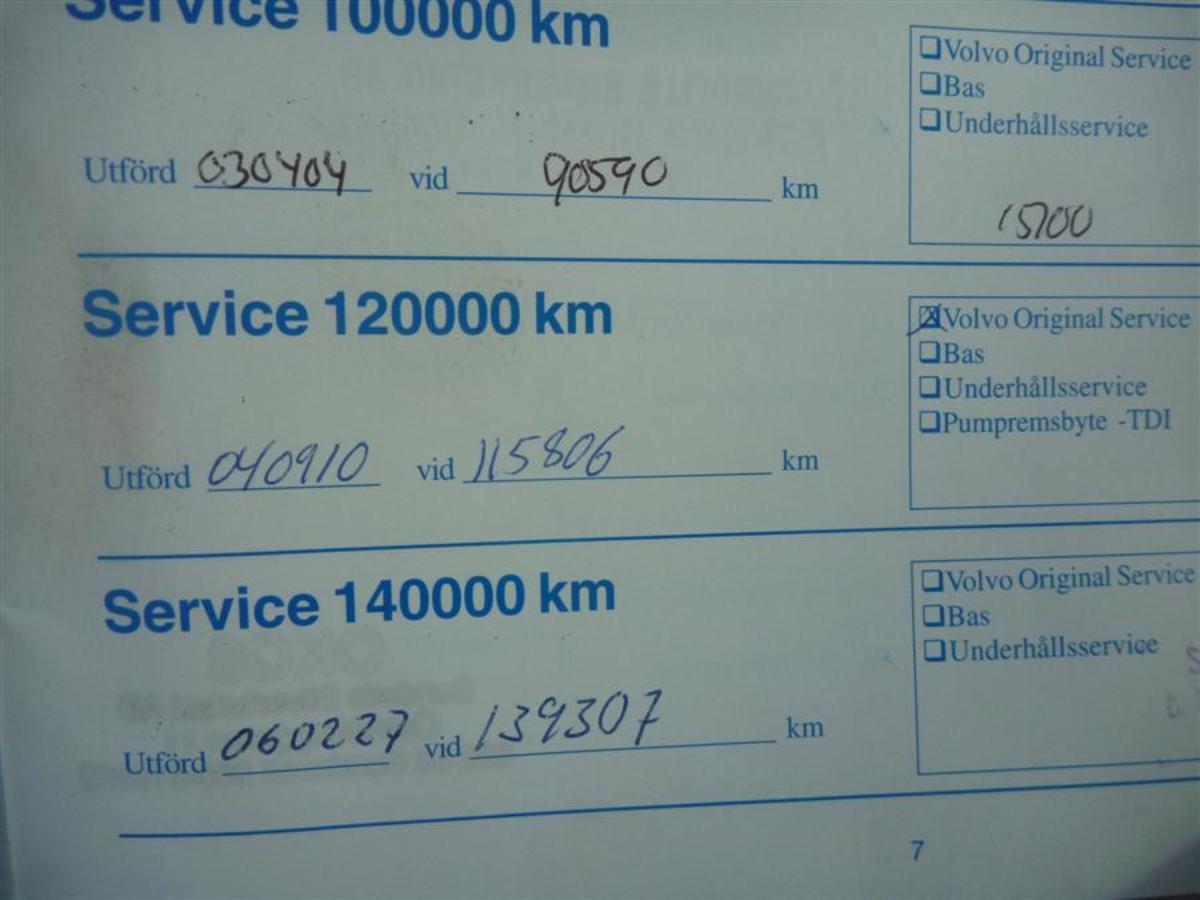 Service 100000 km
Volvo Original Service
Bas
Underhållsservice
Utförd 030404 vid 90590 km
15700
Service 120000 km
Volvo Original Service
Bas
Underhållsservice
Pumpremsbyte -TDI
Utförd 040910 vid 115806 km
Service 140000 km
Volvo Original Service
Bas
Underhållsservice
Utförd 060227 vid 139307 km
7